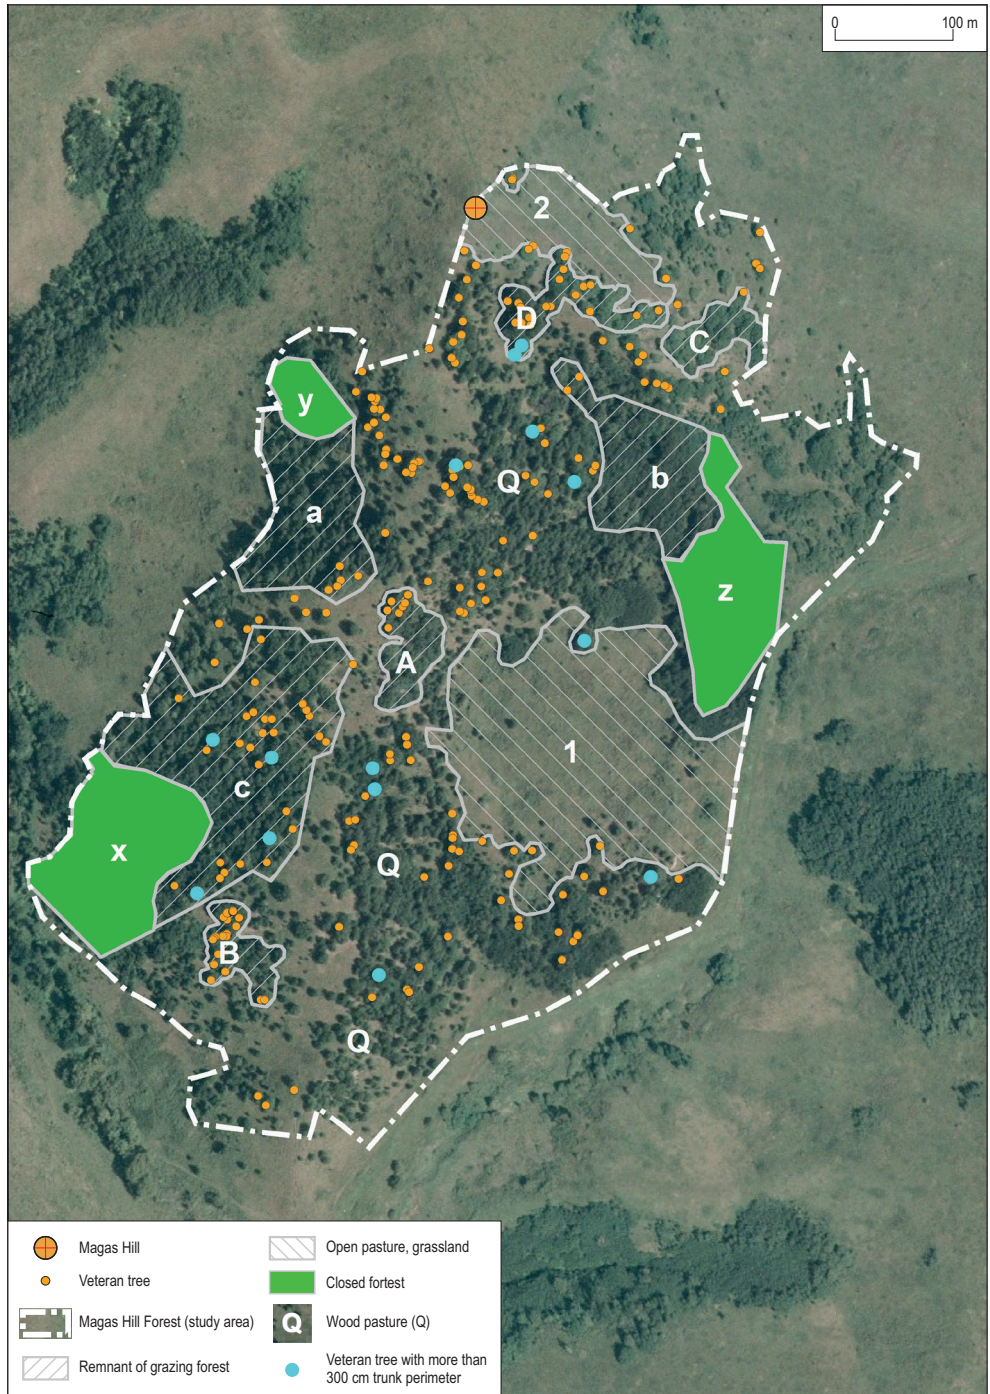 0 100 m
2
D
C
y
Q
b
a
z
A
1
c
x
Q
B
Q
Magas Hill
Veteran tree
Magas Hill Forest (study area)
Remnant of grazing forest
Open pasture, grassland
Closed fortest
Q Wood pasture (Q)
Veteran tree with more than
300 cm trunk perimeter